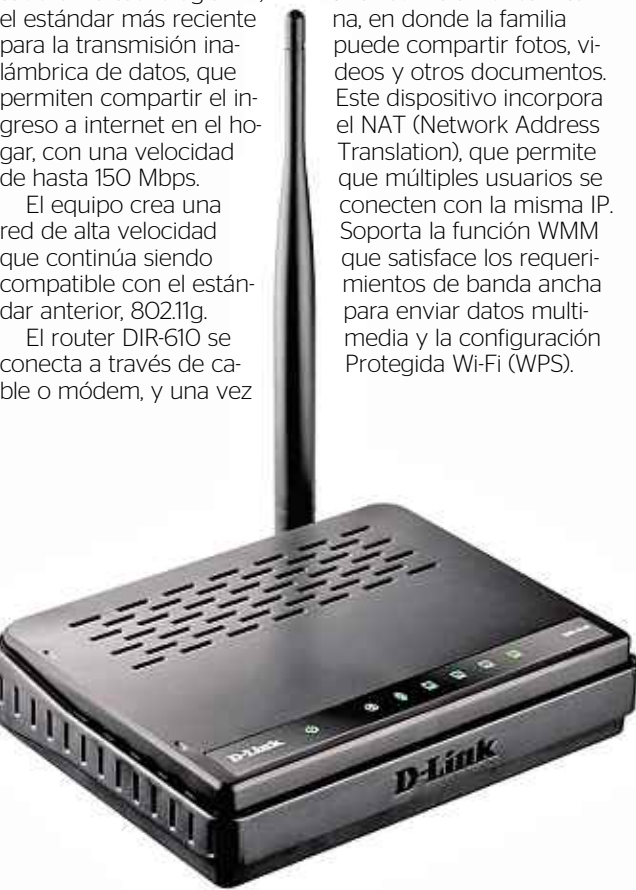 el estándar más reciente
para la transmisión ina-
lámbrica de datos, que
permiten compartir el in-
greso a internet en el ho-
gar, con una velocidad
de hasta 150 Mbps.
El equipo crea una
red de alta velocidad
que continúa siendo
compatible con el están-
dar anterior, 802.11g.
El router DIR-610 se
conecta a través de ca-
ble o módem, y una vez
na, en donde la familia
puede compartir fotos, vi-
deos y otros documentos.
Este dispositivo incorpora
el NAT (Network Address
Translation), que permite
que múltiples usuarios se
conecten con la misma IP.
Soporta la función WMM
que satisface los requeri-
mientos de banda ancha
para enviar datos multi-
media y la configuración
Protegida Wi-Fi (WPS).
D-Link
D-Link